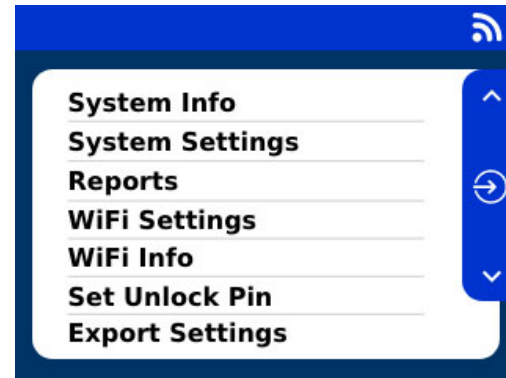 System Info
System Settings
Reports
WiFi Settings
WiFi Info
Set Unlock Pin
Export Settings